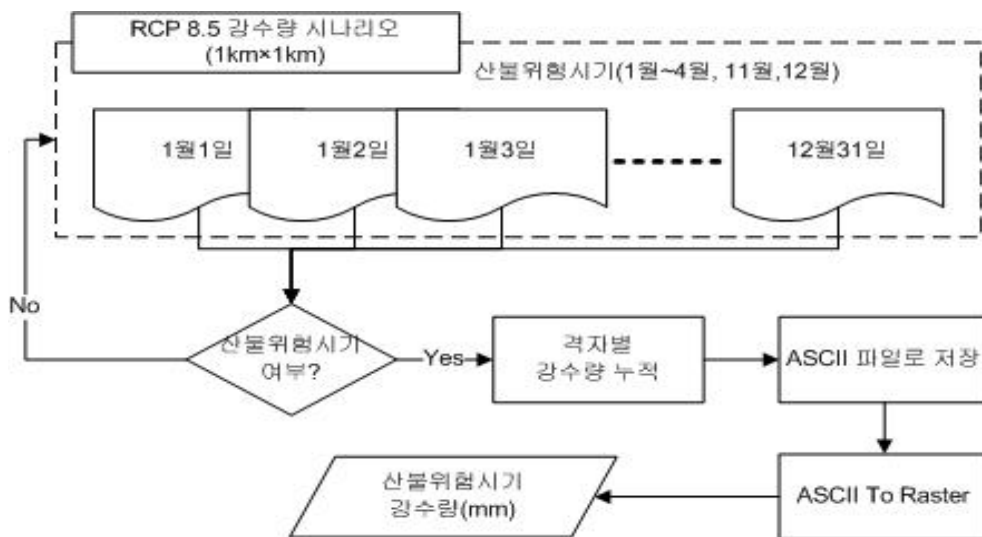 RCP 8.5 강수량 시나리오
(1km×1km)
산불위험시기(1월~4월, 11월,12월)
1월1일
1월2일
1월3일
12월31일
No
산불위험시기
여부?
Yes
격자별
강수량 누적
ASCII 파일로 저장
산불위험시기
강수량(mm)
ASCII To Raster